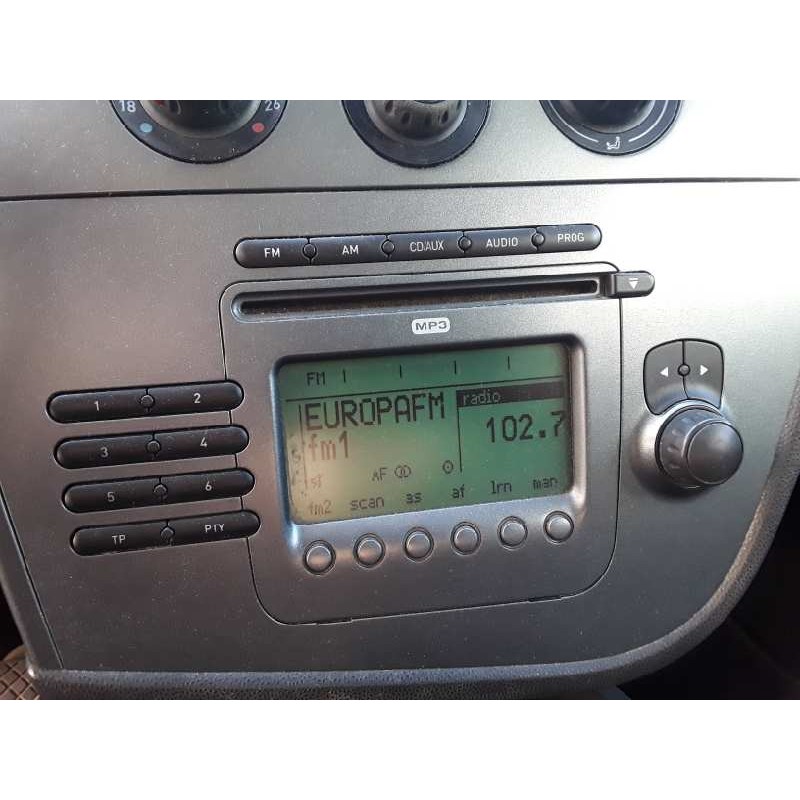 18 26
FM AM CD/AUX AUDIO PROG
MP3
1 2
3 4
5 6
TP PTY
FM
EUROPAFM
radio
fm1
102.7
st AF
fm2 scan as af lrn man